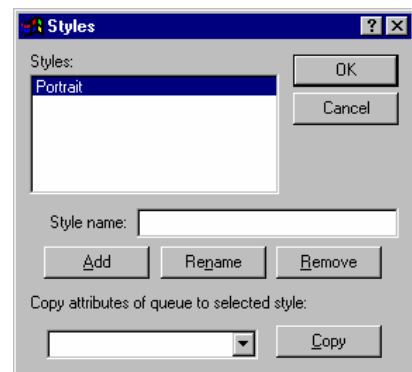 Styles
Styles:
OK
Portrait
Cancel
Style name:
Add Rename Remove
Copy attributes of queue to selected style:
Copy